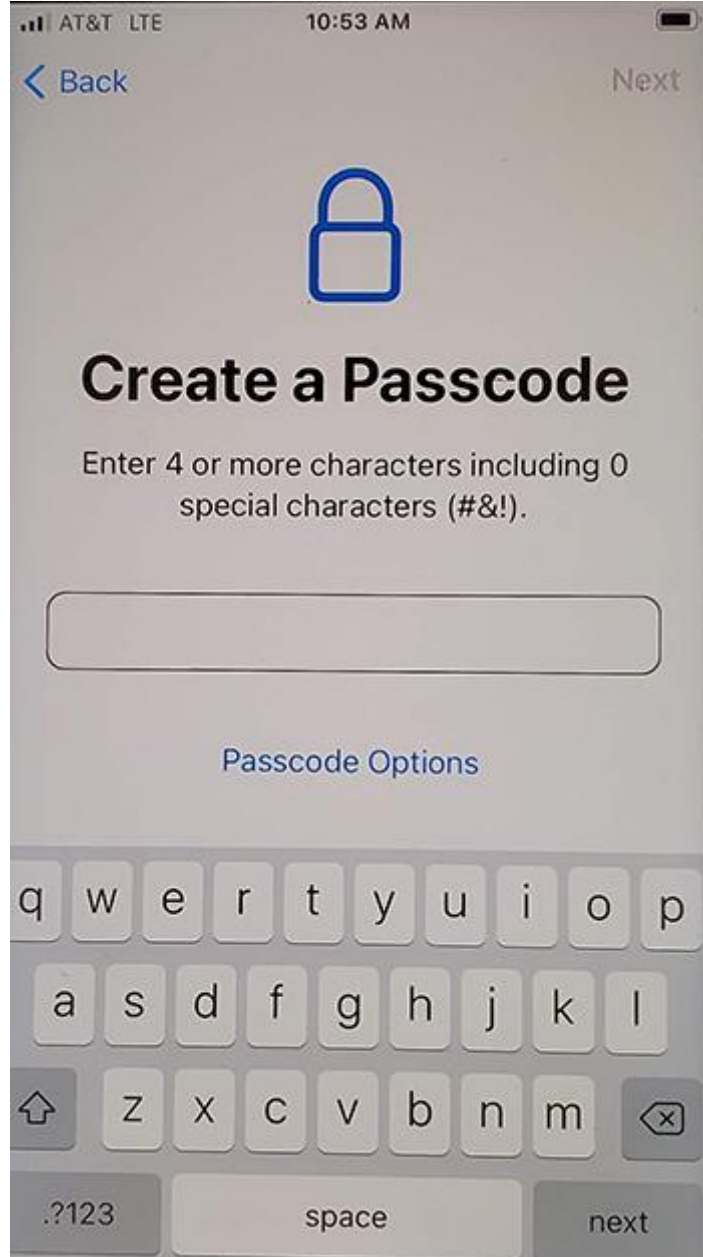 AT&T LTE 10:53 AM
Back Next
Create a Passcode
Enter 4 or more characters including 0
special characters (#&!).
Passcode Options
q w e r t y u i o p
a s d f g h j k l
z x c v b n m
.?123 space next